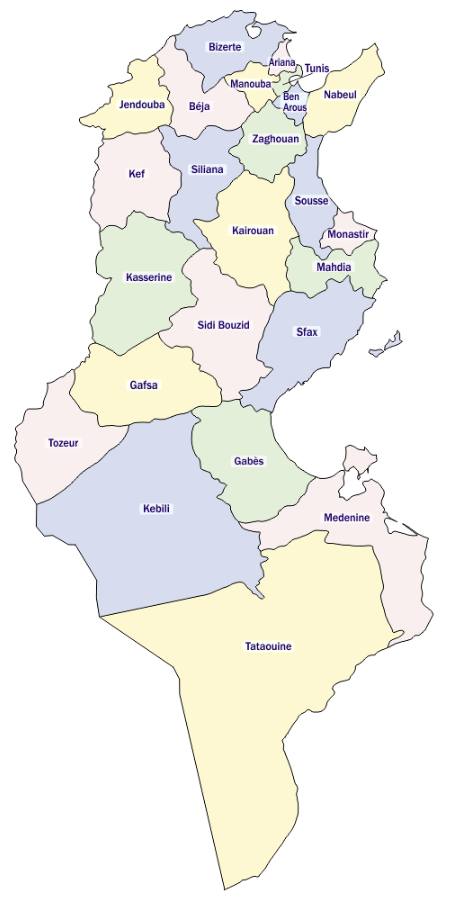 Bizerte
Ariana
Tunis
Manouba
Jendouba
Béja
Ben
Arous
Nabeul
Zaghouan
Kef
Siliana
Sousse
Kairouan
Monastir
Mahdia
Kasserine
Sidi Bouzid
Sfax
Gafsa
Tozeur
Gabès
Kebili
Medenine
Tataouine